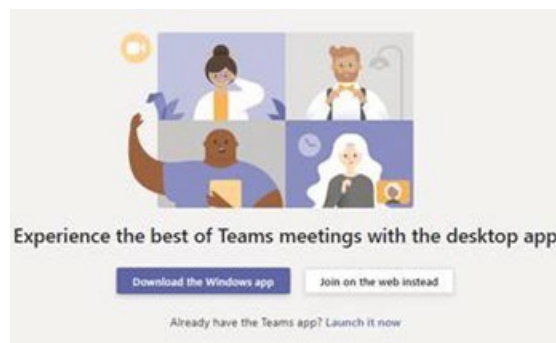 Experience the best of Teams meetings with the desktop app
Download the Windows app
Join on the web instead
Already have the Teams app? Launch it now